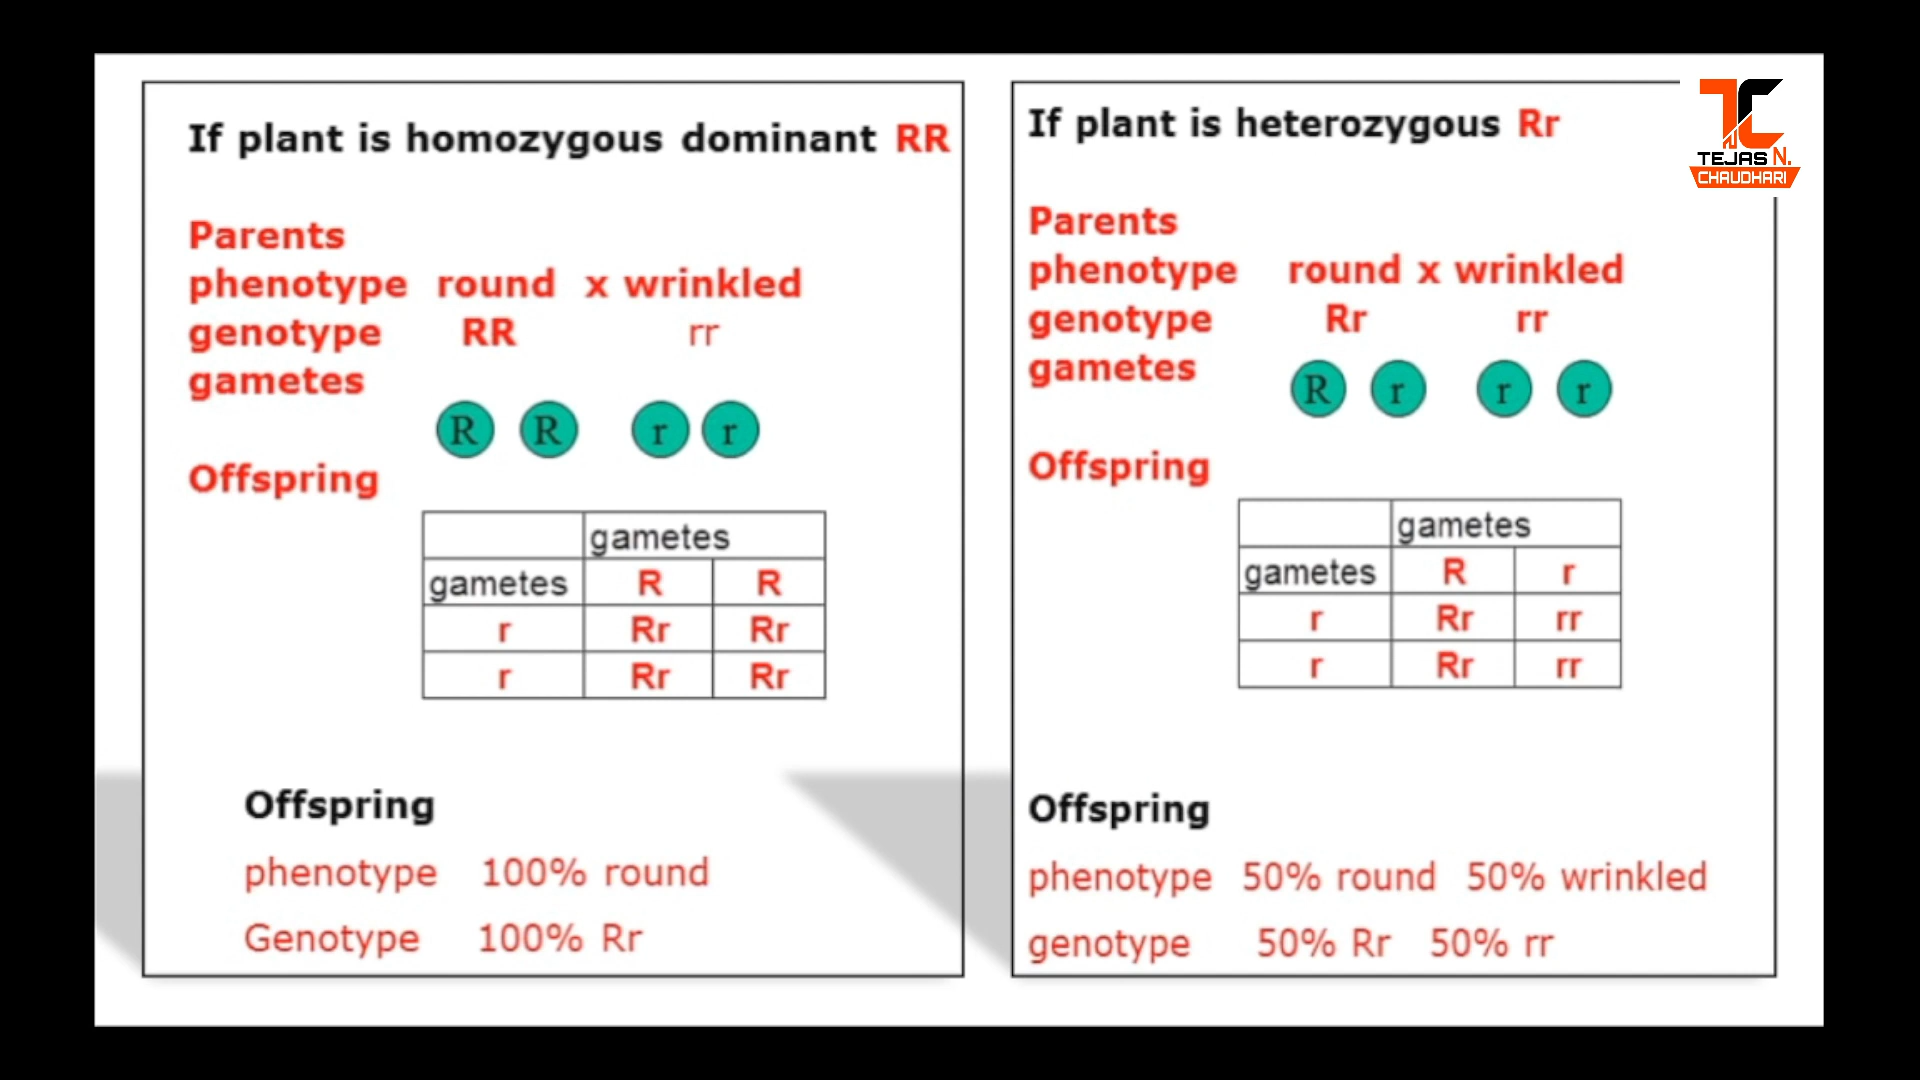 If plant is homozygous dominant RR
Parents
phenotype round x wrinkled
genotype RR rr
gametes
R R r r
Offspring
gametes
gametes R R
r Rr Rr
r Rr Rr
Offspring
phenotype 100% round
Genotype 100% Rr
If plant is heterozygous Rr
Parents
phenotype round x wrinkled
genotype Rr rr
gametes
R r r r
Offspring
gametes
gametes R r
r Rr rr
r Rr rr
Offspring
phenotype 50% round 50% wrinkled
genotype 50% Rr 50% rr
TC
TEJAS N.
CHAUDHARI